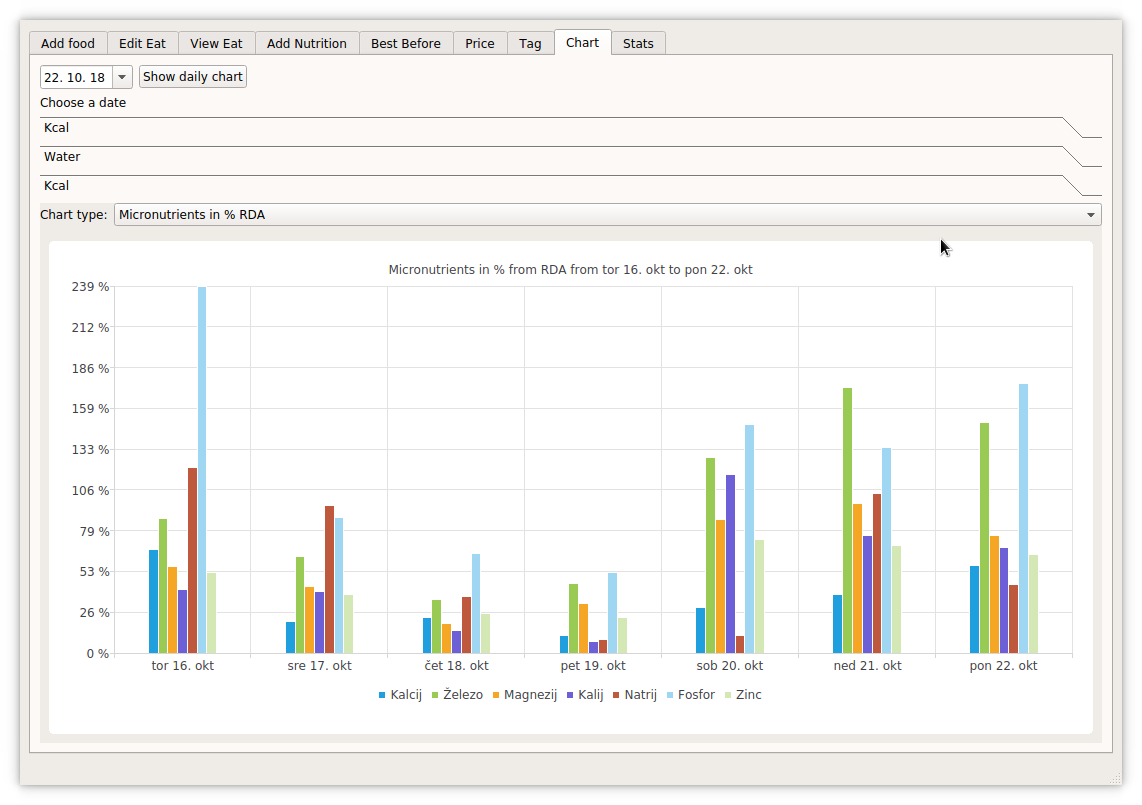 Add food Edit Eat View Eat Add Nutrition Best Before Price Tag Chart Stats
22. 10. 18 Show daily chart
Choose a date
Kcal
Water
Kcal
Chart type: Micronutrients in % RDA
Micronutrients in % from RDA from tor 16. okt to pon 22. okt
239 %
212 %
186 %
159 %
133 %
106 %
79 %
53 %
26 %
0 %
tor 16. okt sre 17. okt čet 18. okt pet 19. okt sob 20. okt ned 21. okt pon 22. okt
Kalcij Železo Magnezij Kalij Natrij Fosfor Zinc